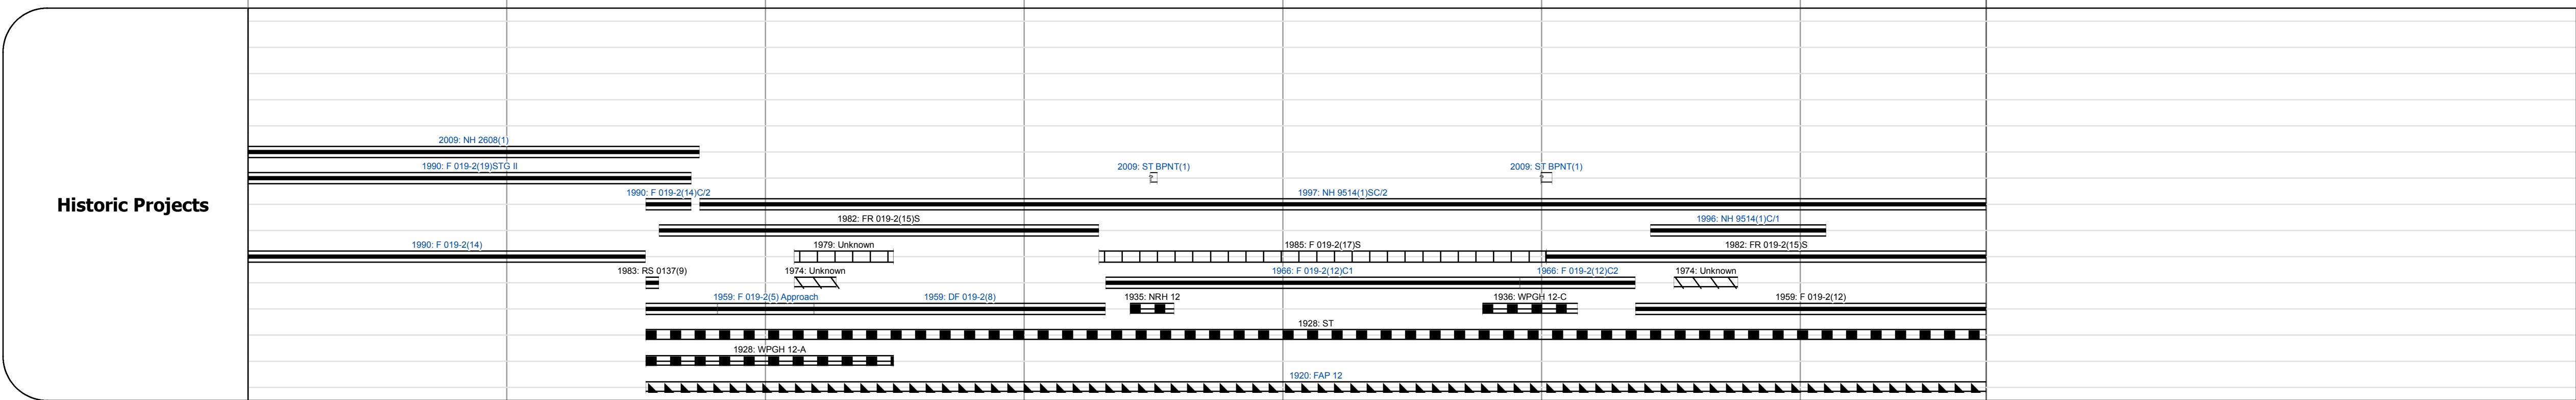 Historic Projects
2009: NH 2608(1)
1990: F 019-2(19)STG II
2009: ST BPNT(1)
2009: ST BPNT(1)
1990: F 019-2(14)C/2
1997: NH 9514(1)SC/2
1982: FR 019-2(15)S
1996: NH 9514(1)C/1
1990: F 019-2(14)
1979: Unknown
1985: F 019-2(17)S
1982: FR 019-2(15)S
1983: RS 0137(9)
1974: Unknown
1966: F 019-2(12)C1
1966: F 019-2(12)C2
1974: Unknown
1959: F 019-2(5) Approach
1959: DF 019-2(8)
1935: NRH 12
1936: WPGH 12-C
1959: F 019-2(12)
1928: ST
1928: WPGH 12-A
1920: FAP 12